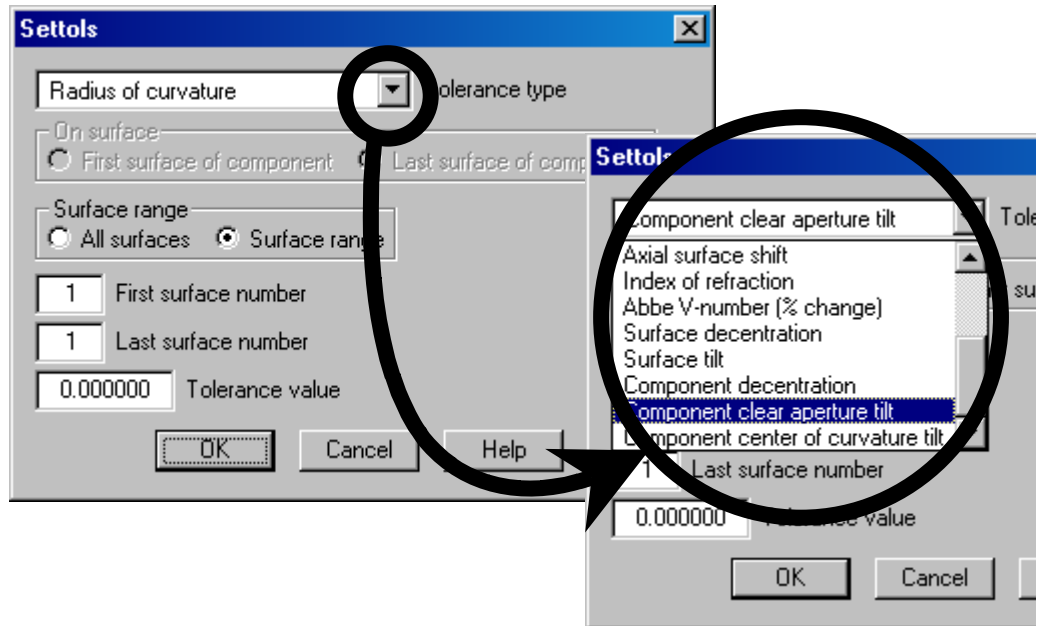 Settols
Radius of curvature
olerance type
On surface
First surface of component Last surface of comp
Surface range
All surfaces Surface range
1 First surface number
1 Last surface number
0.000000 Tolerance value
OK Cancel Help
Settols
Component clear aperture tilt Tole
Axial surface shift
Index of refraction
Abbe V-number (% change)
Surface decentration
Surface tilt
Component decentration
Component clear aperture tilt
Component center of curvature tilt
su
1 Last surface number
0.000000 Tolerance value
OK Cancel